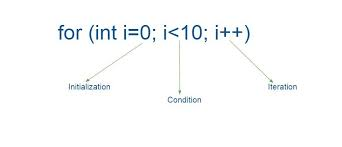 for (int i=0; i<10; i++)
Initialization
Condition
Iteration